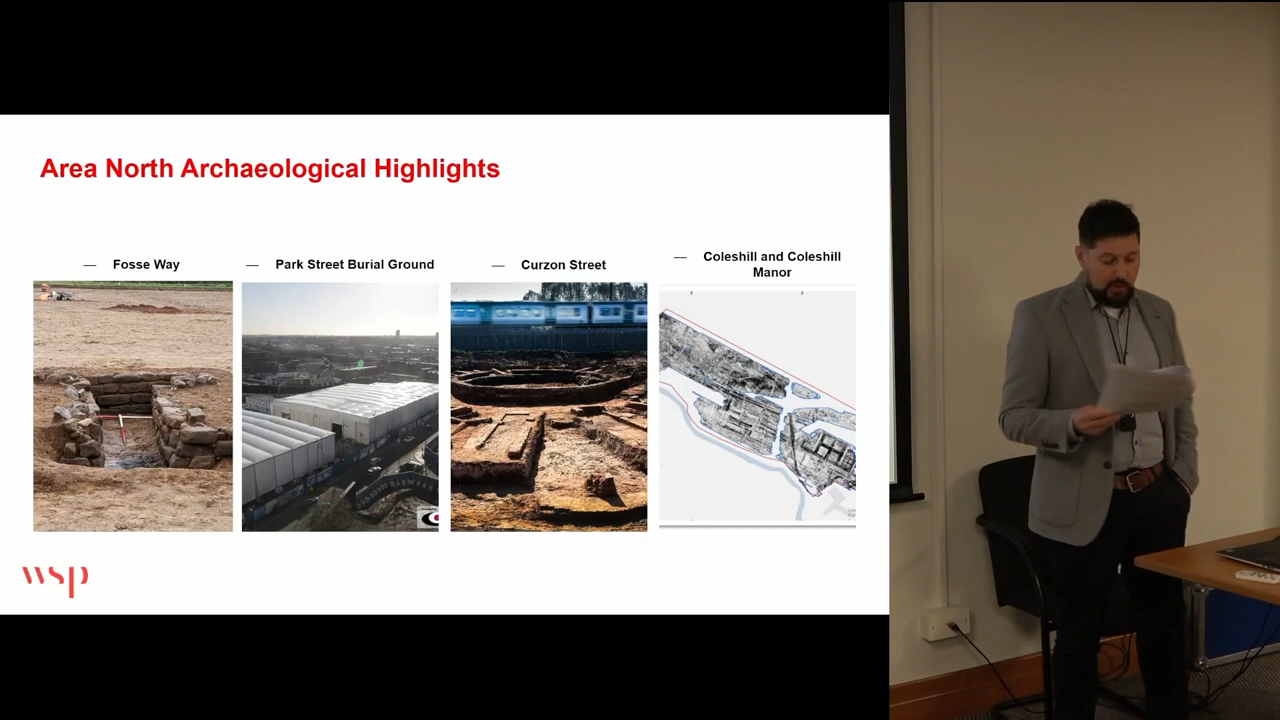 Area North Archaeological Highlights
— Fosse Way
— Park Street Burial Ground
— Curzon Street
— Coleshill and Coleshill
Manor
wsp